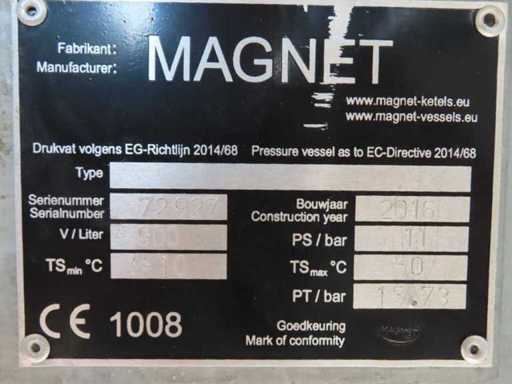 Fabrikant:
Manufacturer:
MAGNET
www.magnet-ketels.eu
www.magnet-vessels.eu
Drukvat volgens EG-Richtlijn 2014/68 Pressure vessel as to EC-Directive 2014/68
Type
Serienummer
Serialnumber
Bouwjaar
Construction year
2016
V / Liter
PS / bar
11
TSmin °C
TSmax °C
PT / bar
CE 1008
Goedkeuring
Mark of conformity
MAGNET